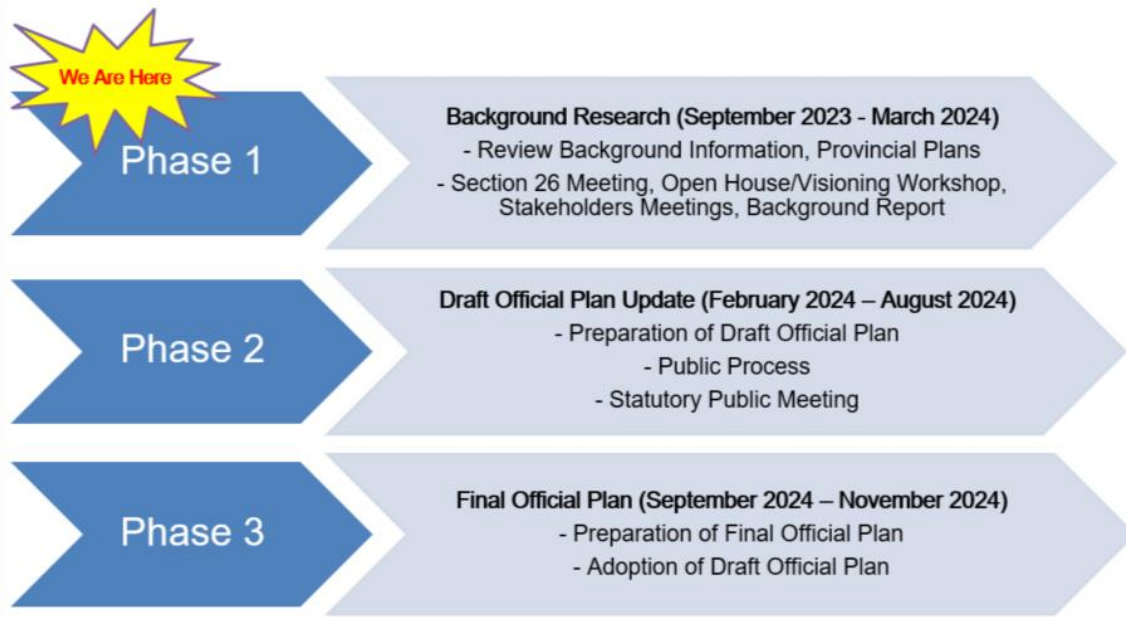 We Are Here
Phase 1
Background Research (September 2023 - March 2024)
- Review Background Information, Provincial Plans
- Section 26 Meeting, Open House/Visioning Workshop,
Stakeholders Meetings, Background Report
Phase 2
Draft Official Plan Update (February 2024 – August 2024)
- Preparation of Draft Official Plan
- Public Process
- Statutory Public Meeting
Phase 3
Final Official Plan (September 2024 – November 2024)
- Preparation of Final Official Plan
- Adoption of Draft Official Plan